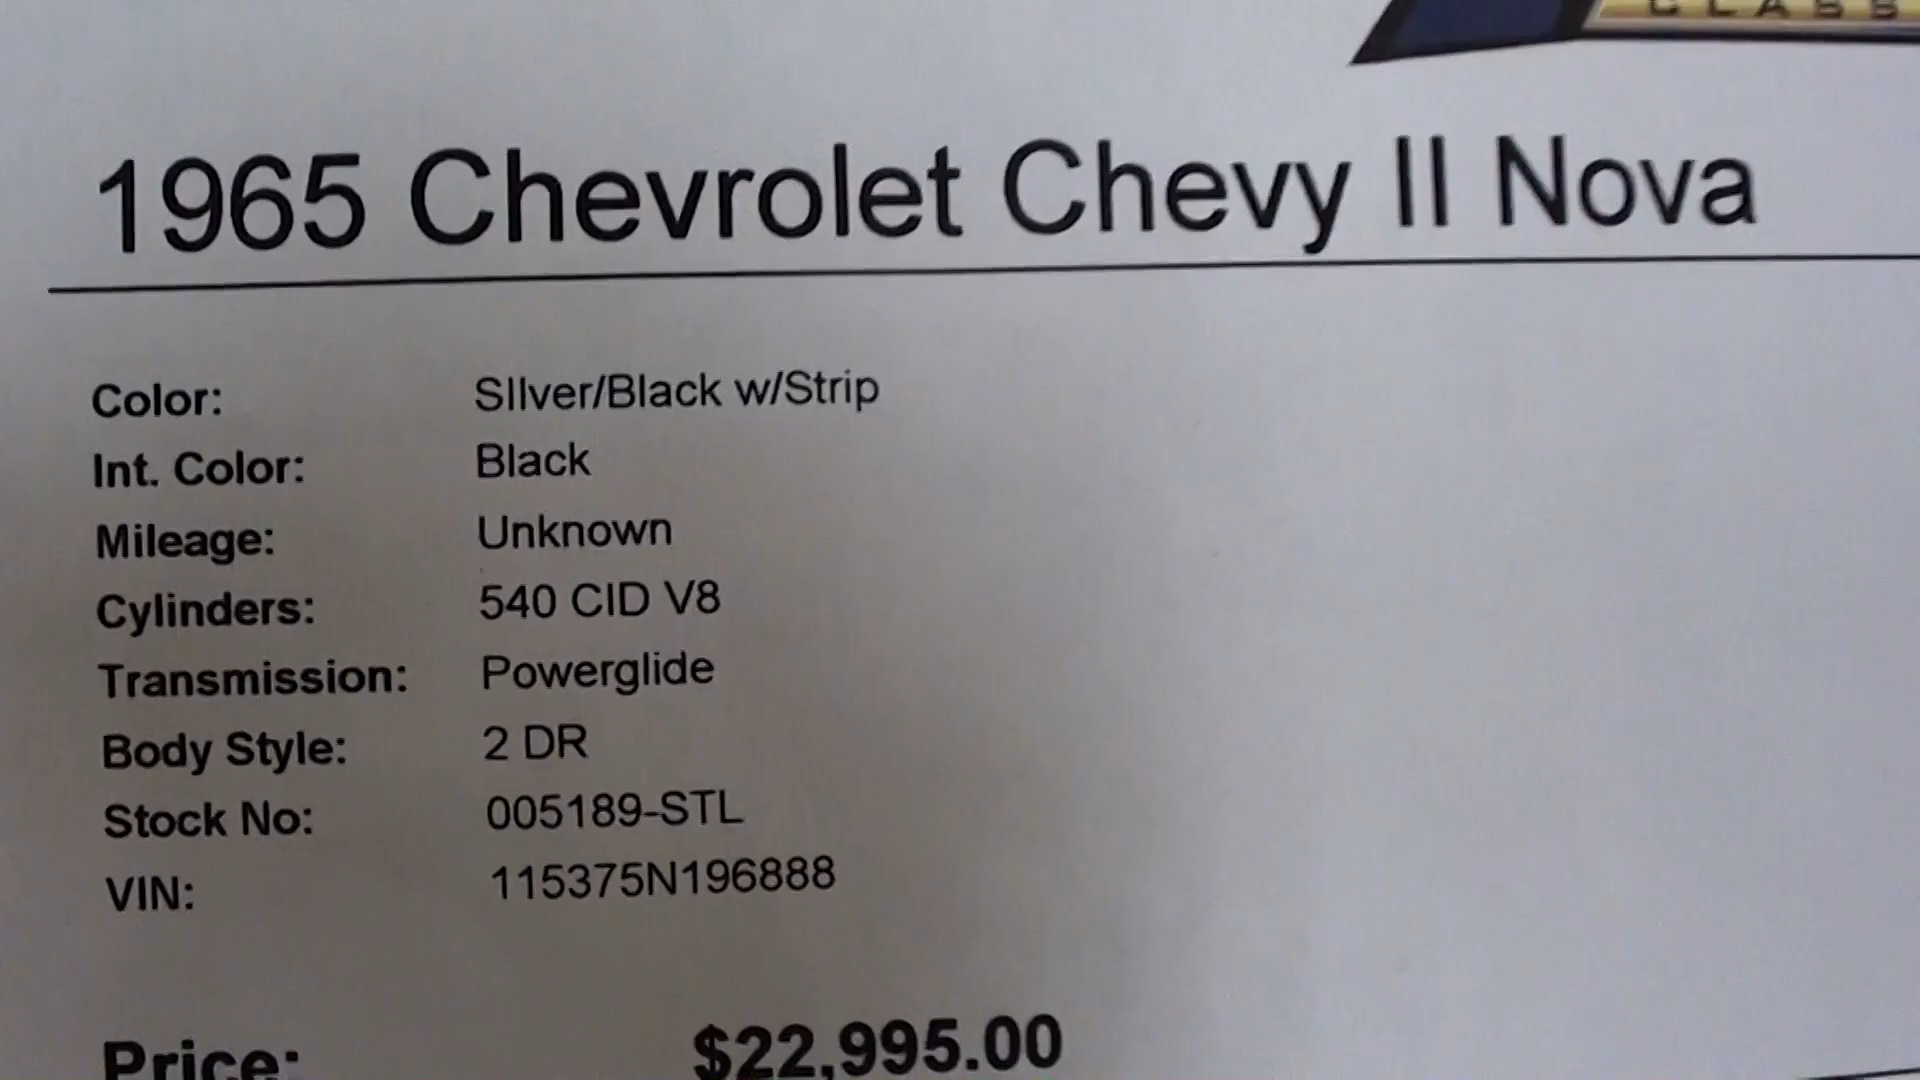 CLASS
1965 Chevrolet Chevy II Nova
Color: SIlver/Black w/Strip
Int. Color: Black
Mileage: Unknown
Cylinders: 540 CID V8
Transmission: Powerglide
Body Style: 2 DR
Stock No: 005189-STL
VIN: 115375N196888
Price: $22,995.00